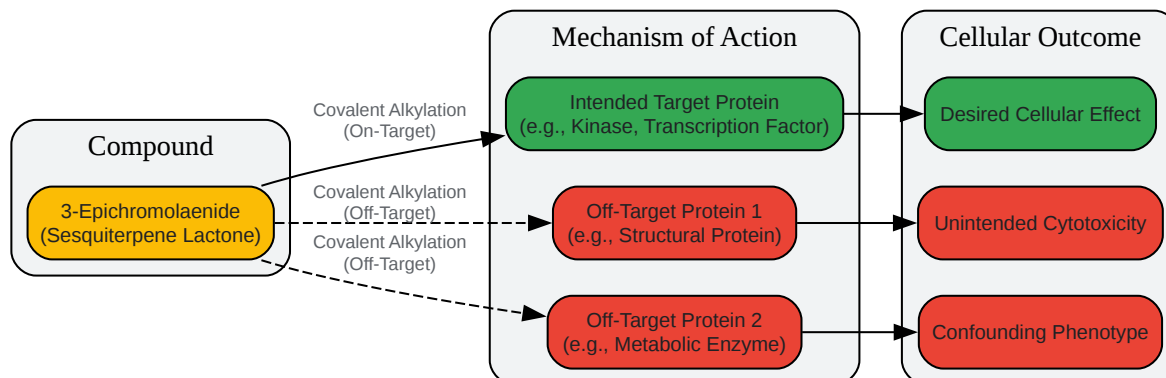 Compound
3-Epichromolaenide
(Sesquiterpene Lactone)
Covalent Alkylation
(On-Target)
Covalent Alkylation
(Off-Target)
Covalent Alkylation
(Off-Target)
Mechanism of Action
Intended Target Protein
(e.g., Kinase, Transcription Factor)
Off-Target Protein 1
(e.g., Structural Protein)
Off-Target Protein 2
(e.g., Metabolic Enzyme)
Cellular Outcome
Desired Cellular Effect
Unintended Cytotoxicity
Confounding Phenotype